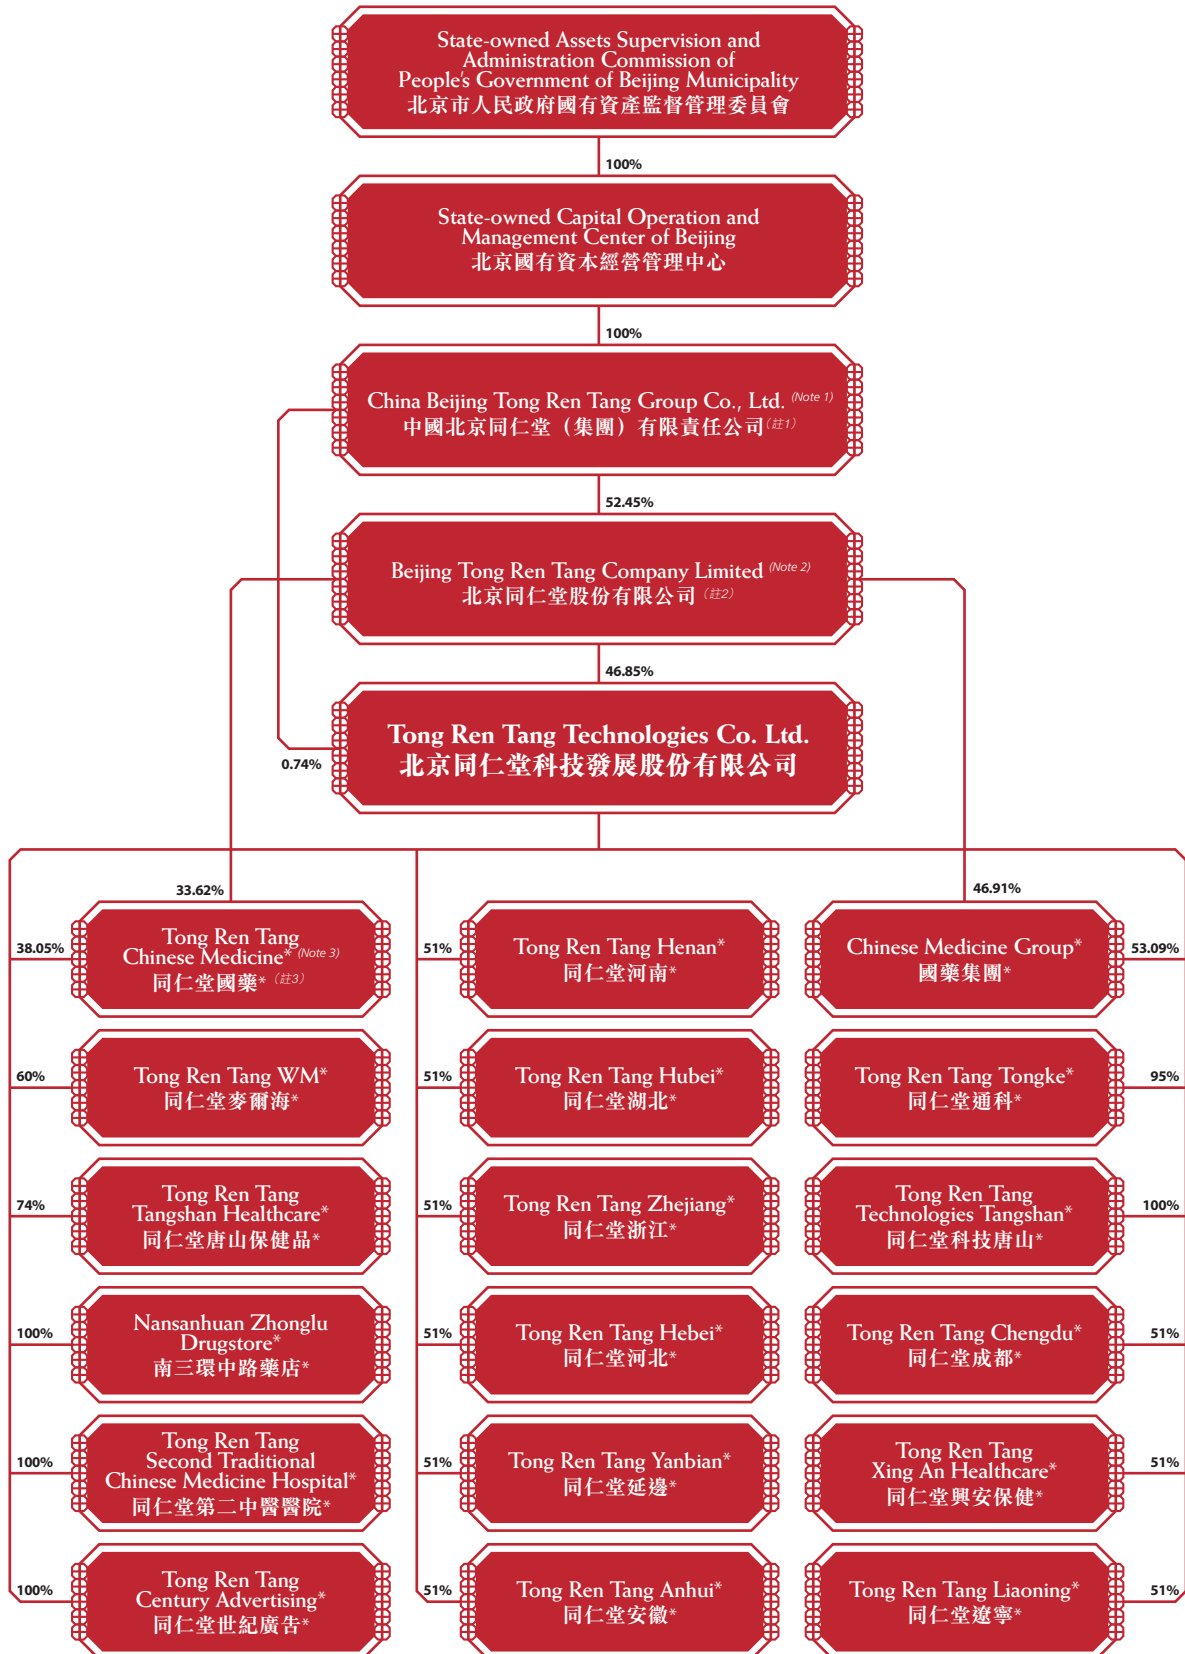 State-owned Assets Supervision and
Administration Commission of
People's Government of Beijing Municipality
北京市人民政府國有資產監督管理委員會
100%
State-owned Capital Operation and
Management Center of Beijing
北京國有資本經營管理中心
100%
China Beijing Tong Ren Tang Group Co., Ltd. (Note 1)
中國北京同仁堂（集團）有限責任公司（註1）
52.45%
Beijing Tong Ren Tang Company Limited (Note 2)
北京同仁堂股份有限公司（註2）
46.85%
Tong Ren Tang Technologies Co. Ltd.
北京同仁堂科技發展股份有限公司
0.74%
33.62%
46.91%
38.05%
Tong Ren Tang
Chinese Medicine* (Note 3)
同仁堂國藥*（註3）
51%
Tong Ren Tang Henan*
同仁堂河南*
Chinese Medicine Group*
國藥集團*
53.09%
60%
Tong Ren Tang WM*
同仁堂麥爾海*
51%
Tong Ren Tang Hubei*
同仁堂湖北*
Tong Ren Tang Tongke*
同仁堂通科*
95%
74%
Tong Ren Tang
Tangshan Healthcare*
同仁堂唐山保健品*
51%
Tong Ren Tang Zhejiang*
同仁堂浙江*
Tong Ren Tang
Technologies Tangshan*
同仁堂科技唐山*
100%
100%
Nansanhuan Zhonglu
Drugstore*
南三環中路藥店*
51%
Tong Ren Tang Hebei*
同仁堂河北*
Tong Ren Tang Chengdu*
同仁堂成都*
51%
100%
Tong Ren Tang
Second Traditional
Chinese Medicine Hospital*
同仁堂第二中醫醫院*
51%
Tong Ren Tang Yanbian*
同仁堂延邊*
Tong Ren Tang
Xing An Healthcare*
同仁堂興安保健*
51%
100%
Tong Ren Tang
Century Advertising*
同仁堂世紀廣告*
51%
Tong Ren Tang Anhui*
同仁堂安徽*
Tong Ren Tang Liaoning*
同仁堂遼寧*
51%